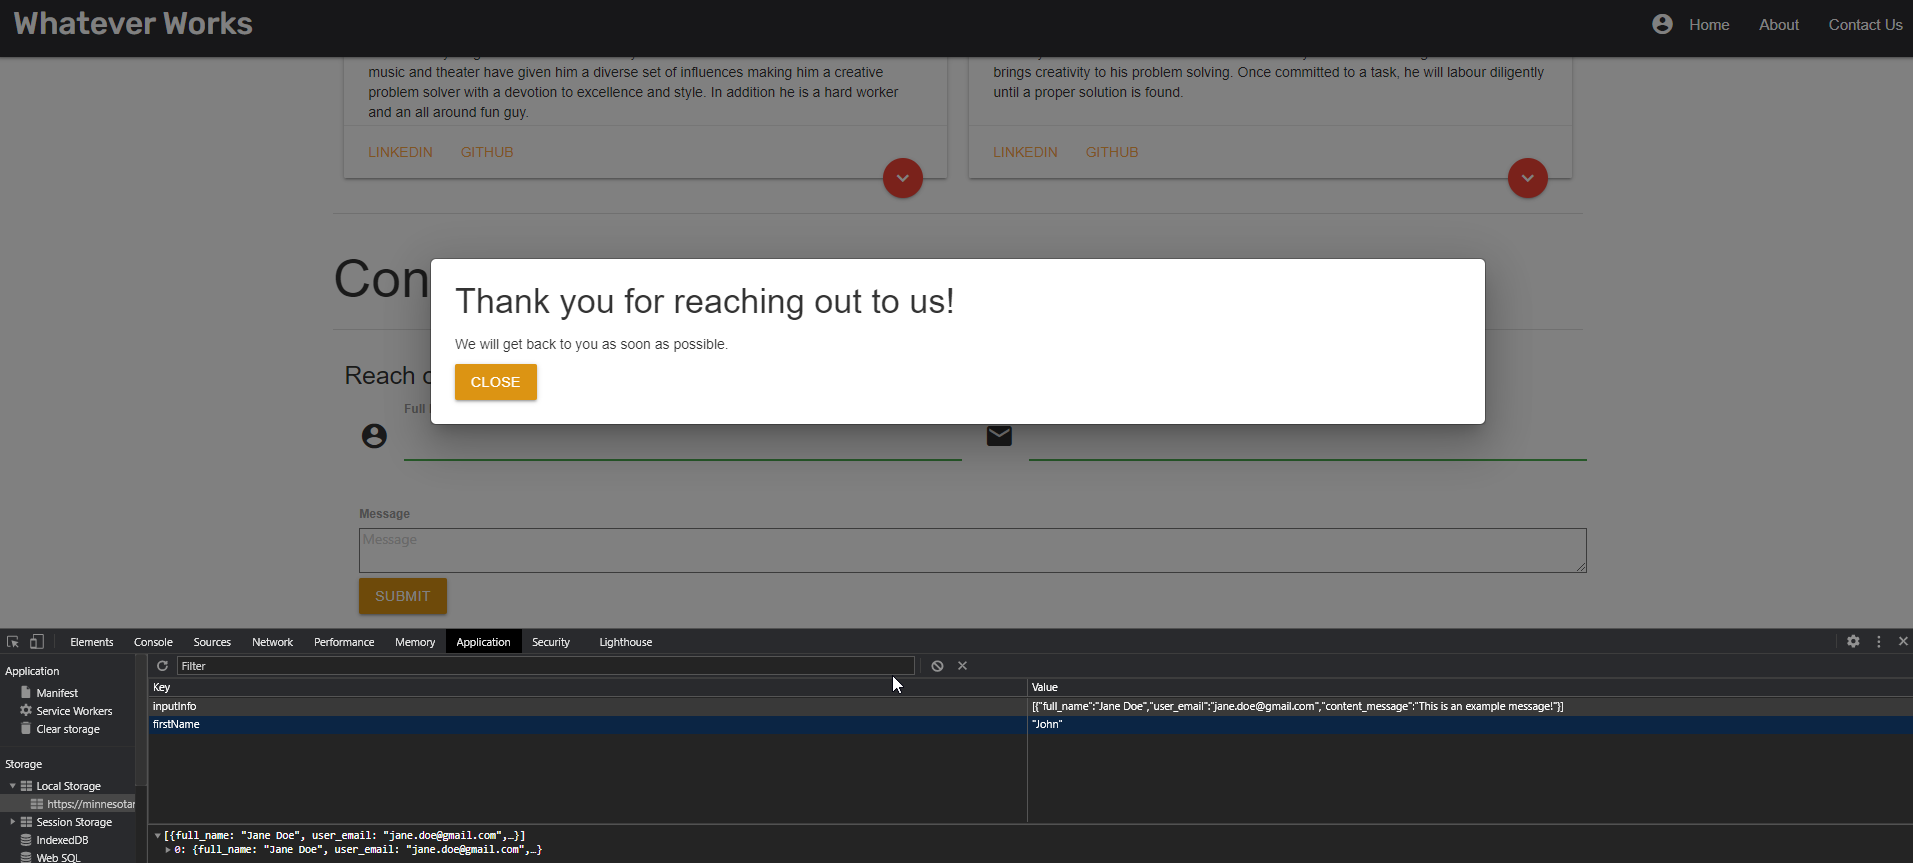 Whatever Works
Home About Contact Us
music and theater have given him a diverse set of influences making him a creative
problem solver with a devotion to excellence and style. In addition he is a hard worker
and an all around fun guy.
LINKEDIN GITHUB
brings creativity to his problem solving. Once committed to a task, he will labour diligently
until a proper solution is found.
LINKEDIN GITHUB
Con
Thank you for reaching out to us!
We will get back to you as soon as possible.
CLOSE
Reach
Full
Message
Message
SUBMIT
Elements Console Sources Network Performance Memory Application Security Lighthouse
Application
Manifest
Service Workers
Clear storage
Storage
Local Storage
https://minnesotar
Session Storage
IndexedDB
Web SQL
Filter
Key Value
inputInfo [{"full_name":"Jane Doe","user_email":"jane.doe@gmail.com","content_message":"This is an example message!"}]
firstName "John"
[{full_name: "Jane Doe", user_email: "jane.doe@gmail.com",…}]
0: {full_name: "Jane Doe", user_email: "jane.doe@gmail.com",…}